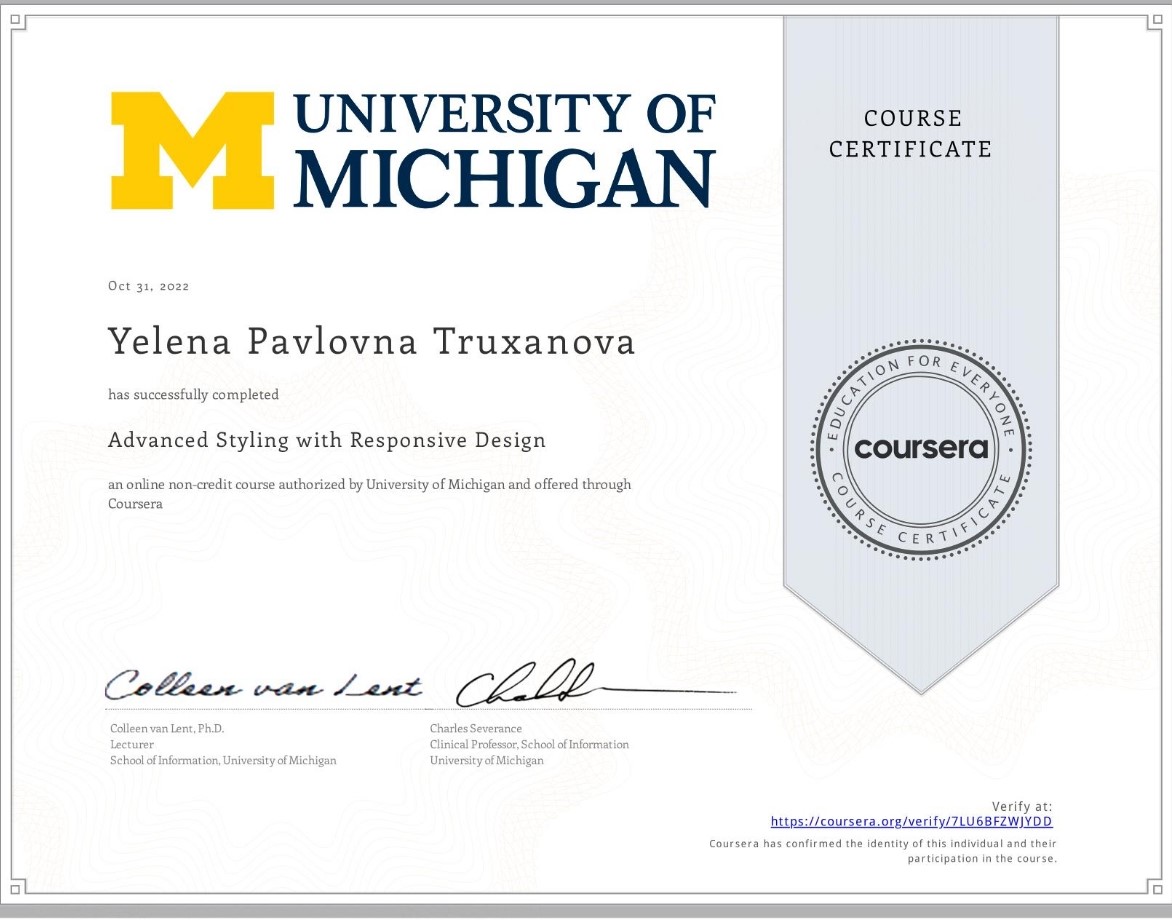 UNIVERSITY OF
MICHIGAN
COURSE
CERTIFICATE
Oct 31, 2022
Yelena Pavlovna Truxanova
has successfully completed
Advanced Styling with Responsive Design
an online non-credit course authorized by University of Michigan and offered through
Coursera
EDUCATION FOR EVERYONE
coursera
COURSE CERTIFICATE
Colleen van Lent
Colleen van Lent, Ph.D.
Lecturer
School of Information, University of Michigan
Charles Severance
Clinical Professor, School of Information
University of Michigan
Verify at:
https://coursera.org/verify/7LU6BFZWJYDD
Coursera has confirmed the identity of this individual and their
participation in the course.